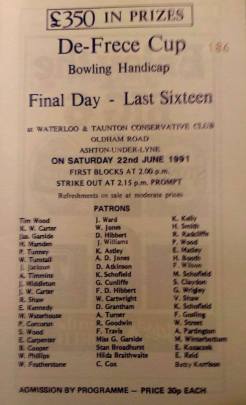 £350 IN PRIZES
De-Frece Cup
186
Bowling Handicap
Final Day - Last Sixteen
at WATERLOO & TAUNTON CONSERVATIVE CLUB
OLDHAM ROAD
ASHTON-UNDER-LYNE
ON SATURDAY 22nd JUNE 1991
FIRST BLOCKS AT 2.00 p.m.
STRIKE OUT AT 2.15 p.m. PROMPT
Refreshments on sale at moderate prices
PATRONS
Tim Wood J. Ward K. Kelly
K. W. Carter W. Jones H. Smith
Jas. Garside D. Hibbert R. Radcliffe
H. Marsden J. Williams P. Wood
P. Tunney K. Astley E. Hatley
W. Tunstall A. D. Jones H. Booth
J. Jackson D. Atkinson F. Wilson
A. Timmins K. Schofield M. Schofield
J. Middleton G. Cunliffe S. Claydon
J. W. Carter F. D. Hibbert G. Wrigley
R. Shaw W. Cartwright V. Shaw
E. Kennedy D. Grantham K. Schofield
D. Waterhouse A. Turner F. Gosling
P. Corcoran R. Goodwin W. Street
S. Wood F. Travis A. Partington
E. Carpenter Miss G. Garside M. Winterbottom
R. Cooper Stan Broadhurst E. Kozaczek
W. Phillips Hilda Braithwaite E. Reid
W. Featherstone C. Cox Betty Garrison
ADMISSION BY PROGRAMME - PRICE 30p EACH